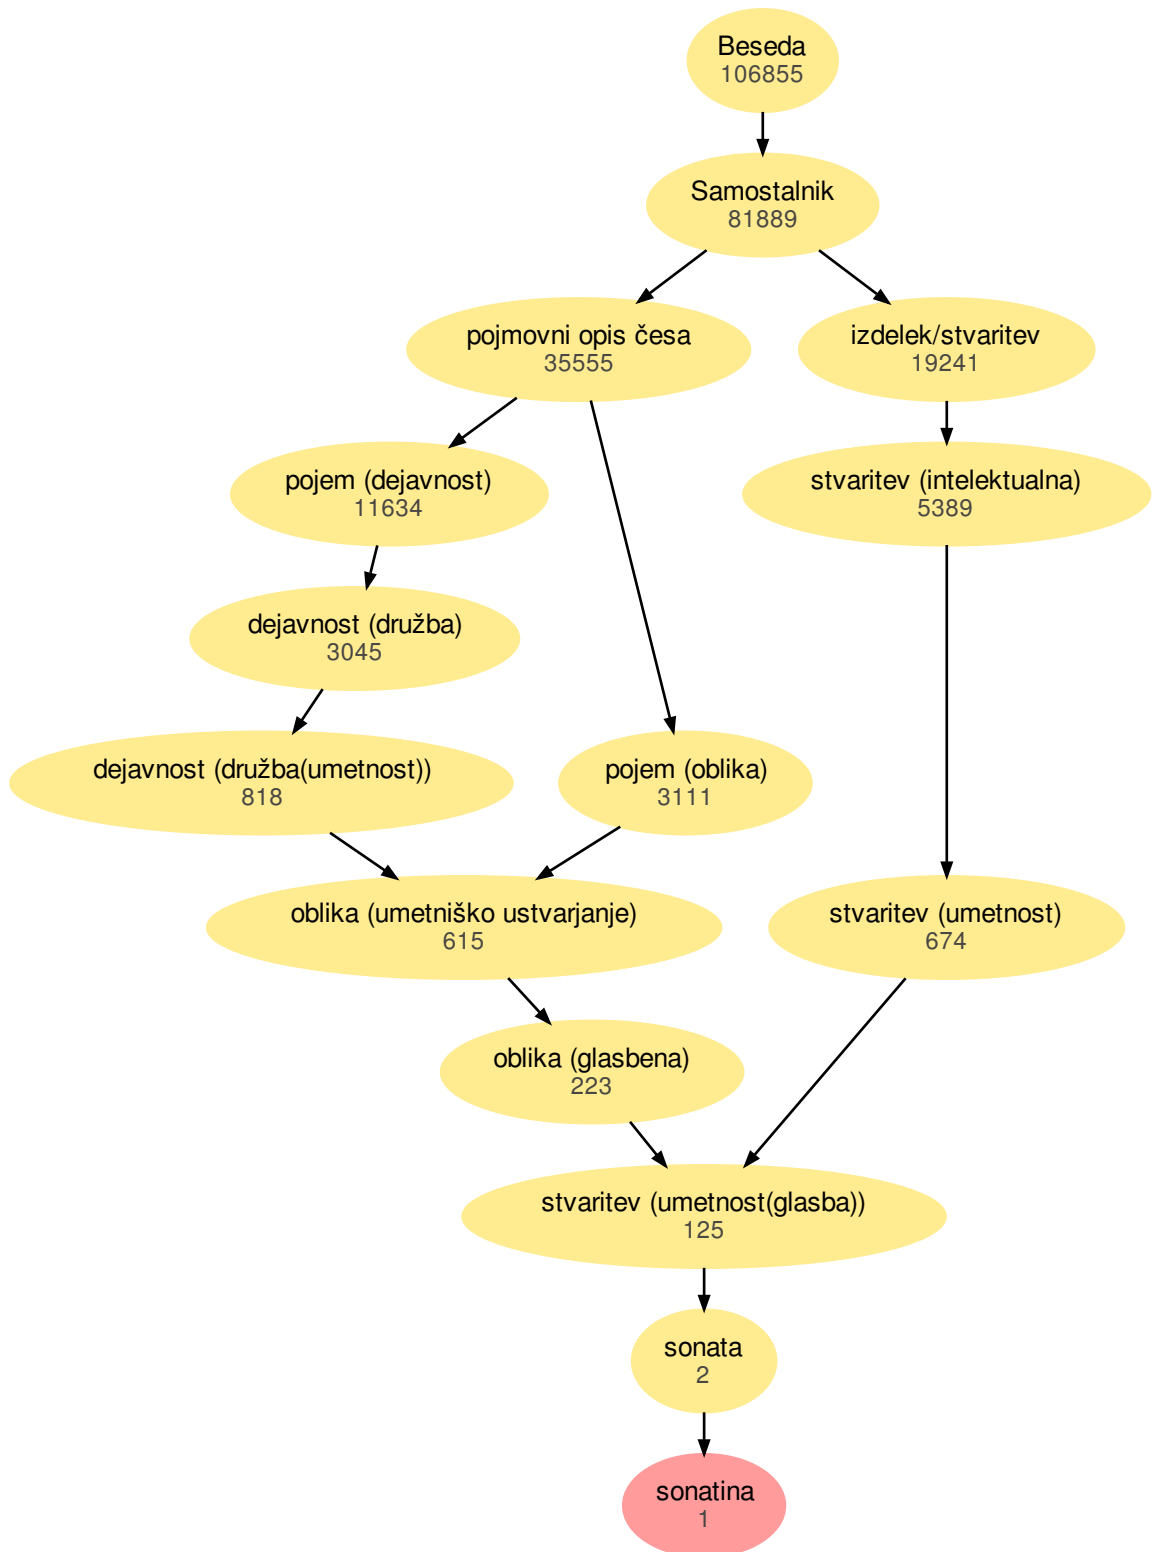 Beseda
106855
Samostalnik
81889
pojmovni opis česa
35555
izdelek/stvaritev
19241
pojem (dejavnost)
11634
stvaritev (intelektualna)
5389
dejavnost (družba)
3045
dejavnost (družba(umetnost))
818
pojem (oblika)
3111
oblika (umetniško ustvarjanje)
615
stvaritev (umetnost)
674
oblika (glasbena)
223
stvaritev (umetnost(glasba))
125
sonata
2
sonatina
1